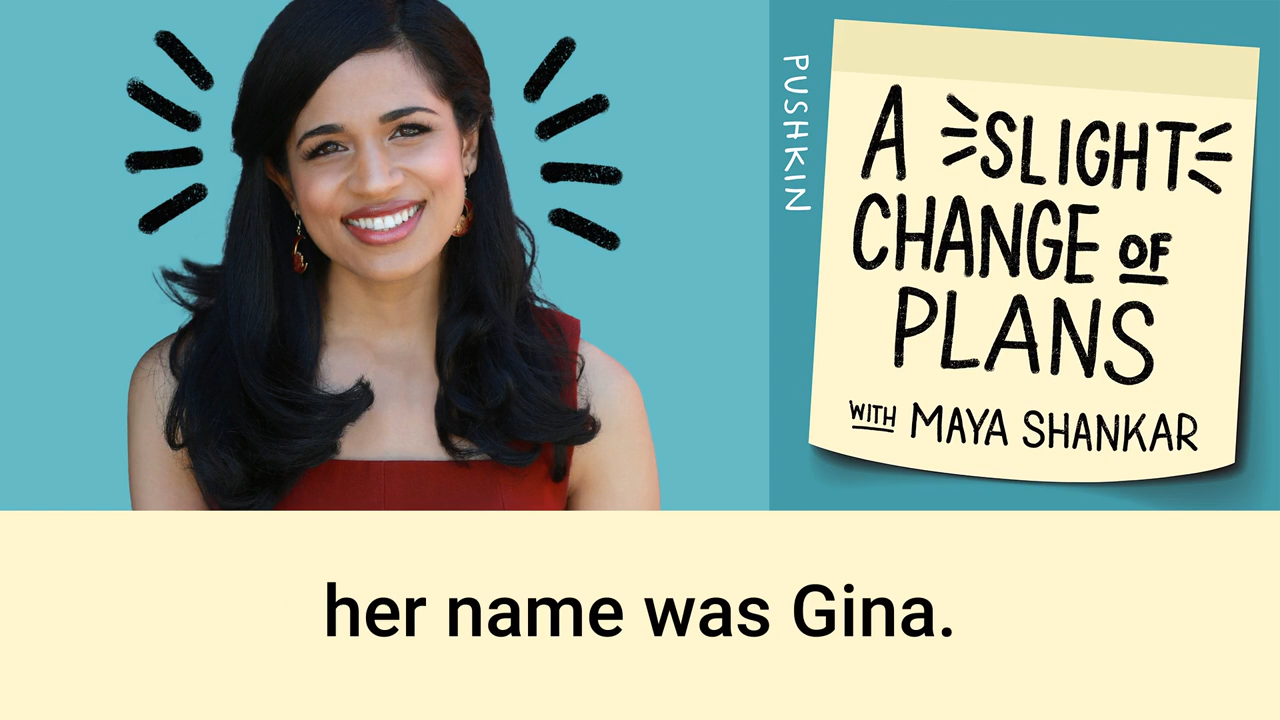 PUSHKIN
A SLIGHT
CHANGE OF
PLANS
WITH MAYA SHANKAR
her name was Gina.